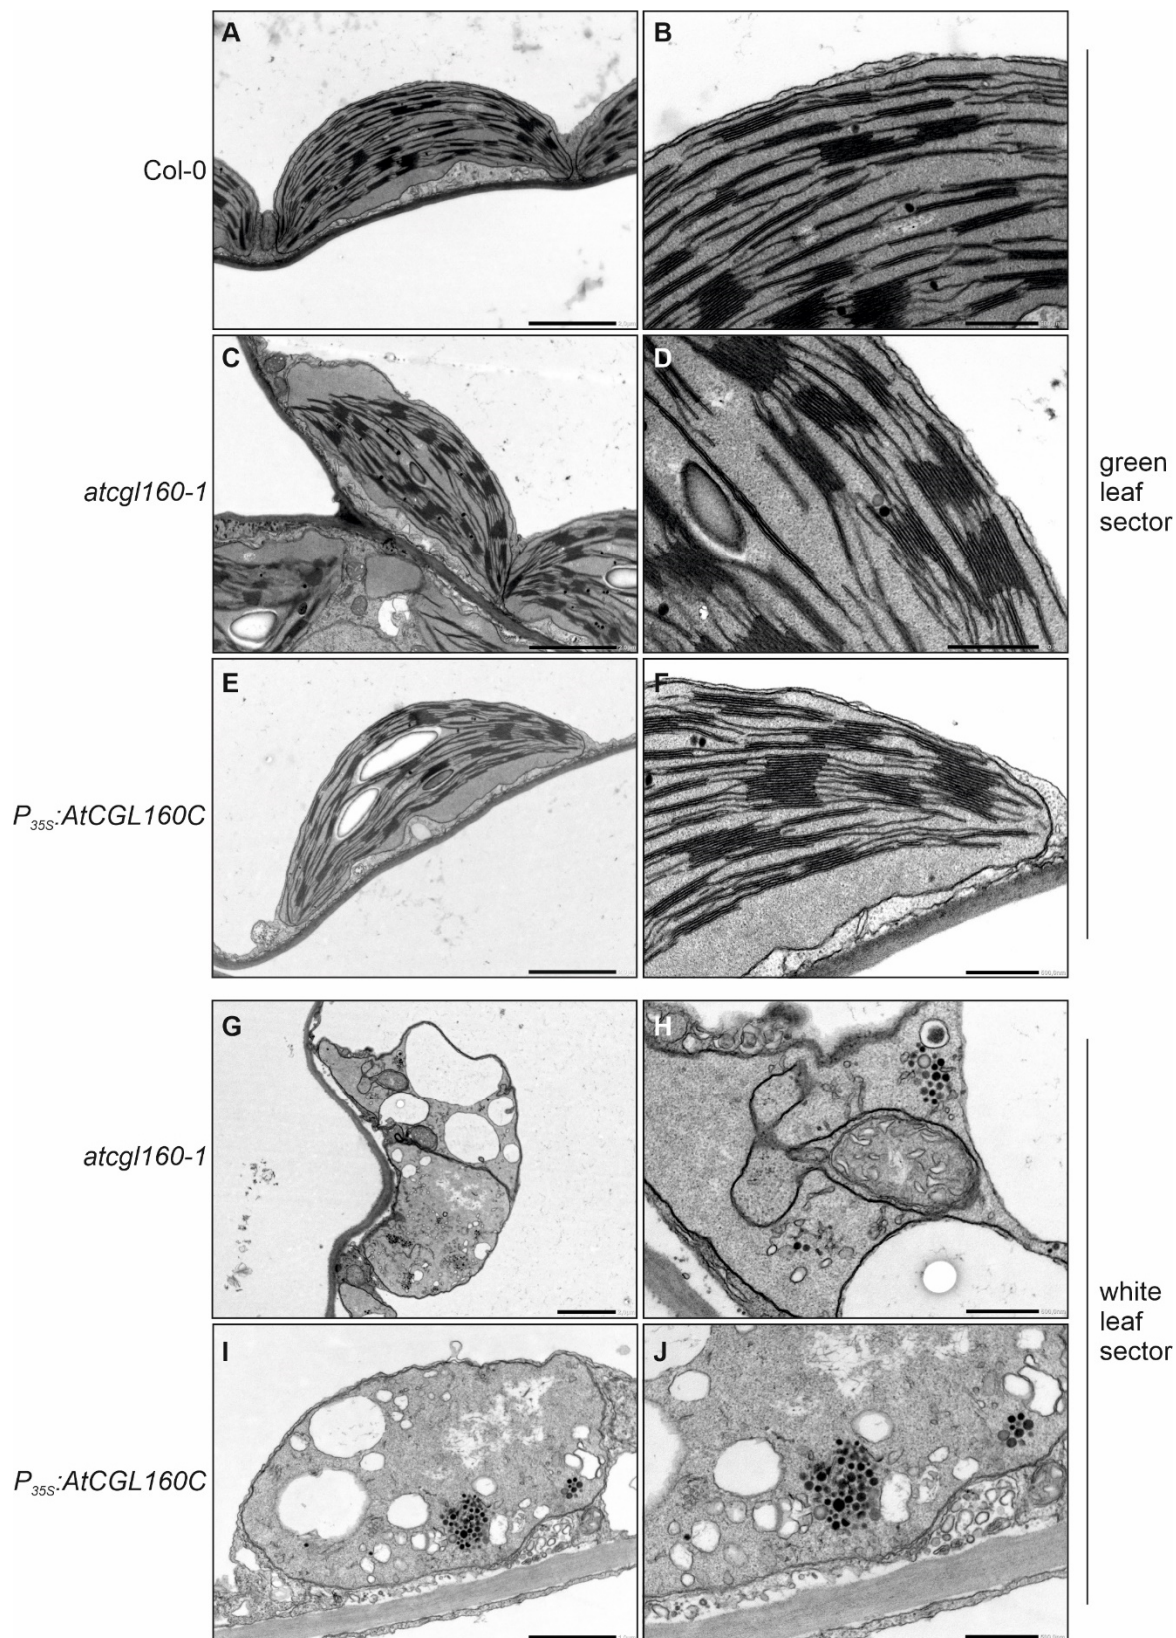 A
B
Col-0
C
D
atcgl160-1
green
leaf
sector
E
F
P35S:AtCGL160C
G
H
atcgl160-1
white
leaf
sector
I
J
P35S:AtCGL160C